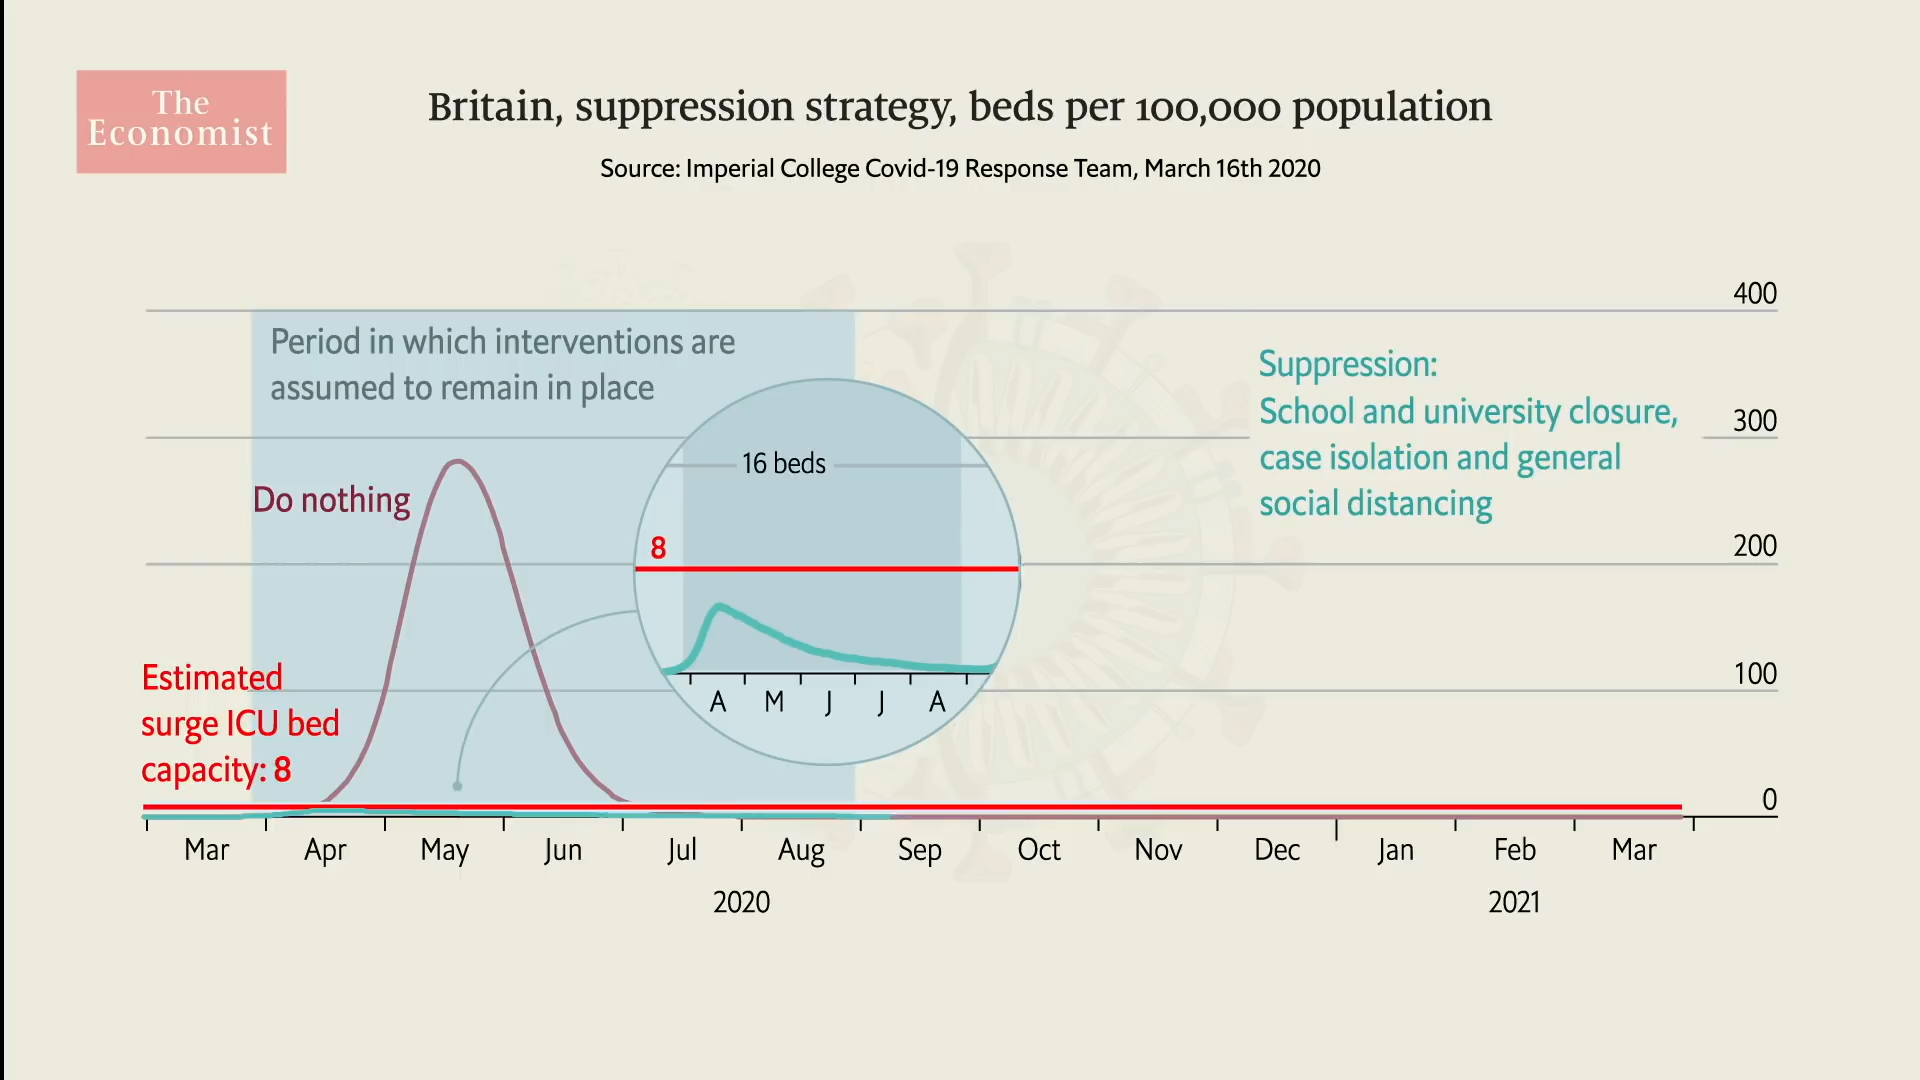 The
Economist
Britain, suppression strategy, beds per 100,000 population
Source: Imperial College Covid-19 Response Team, March 16th 2020
400
Period in which interventions are
assumed to remain in place
Suppression:
School and university closure,
case isolation and general
social distancing
300
16 beds
Do nothing
8
200
Estimated
surge ICU bed
capacity: 8
100
A M J J A
0
Mar Apr May Jun Jul Aug Sep Oct Nov Dec Jan Feb Mar
2020 2021